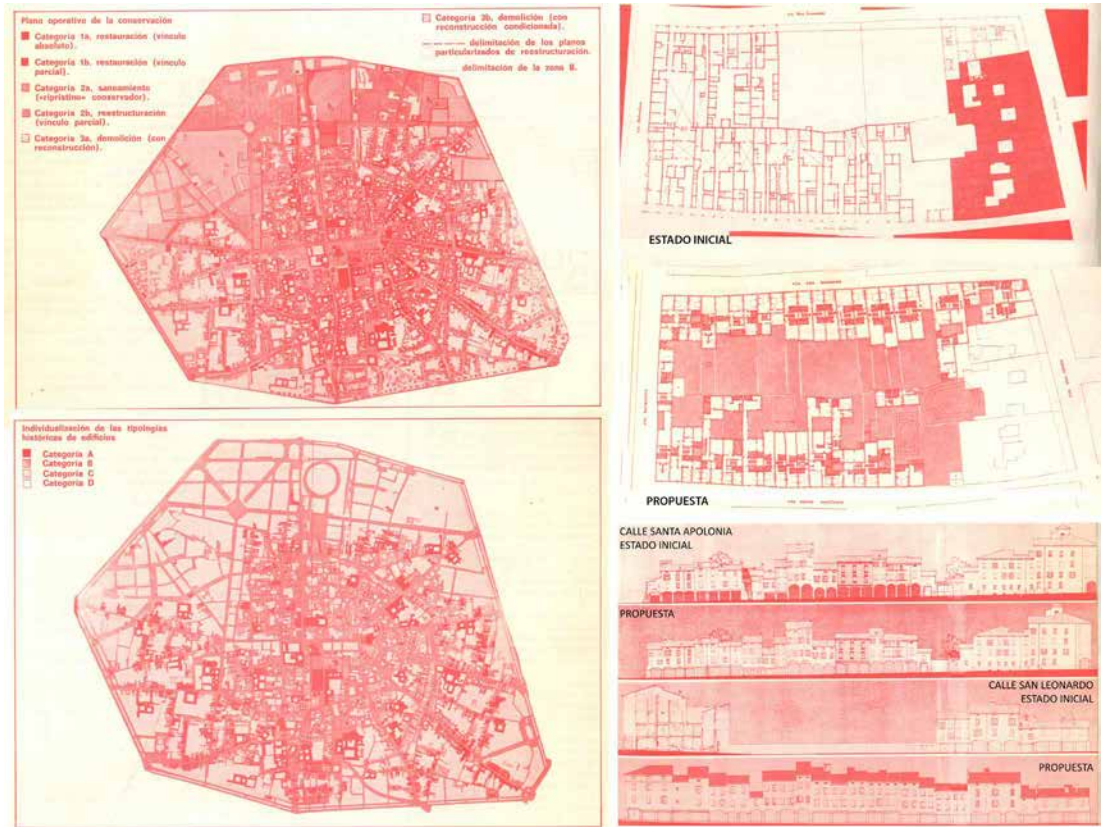 Plano operativo de la conservación
Categoría 1a, restauración (vínculo
absoluto).
Categoría 1b, restauración (vínculo
parcial).
Categoría 2a, saneamiento
(«ripristino» conservador).
Categoría 2b, reestructuración
(vínculo parcial).
Categoría 3a, demolición (con
reconstrucción).
Categoría 3b, demolición (con
reconstrucción condicionada).
delimitación de los planos
particularizados de reestructuración.
delimitación de la zona B.
Individualización de las tipologías
históricas de edificios
Categoría A
Categoría B
Categoría C
Categoría D
ESTADO INICIAL
PROPUESTA
CALLE SANTA APOLONIA
ESTADO INICIAL
PROPUESTA
CALLE SAN LEONARDO
ESTADO INICIAL
PROPUESTA